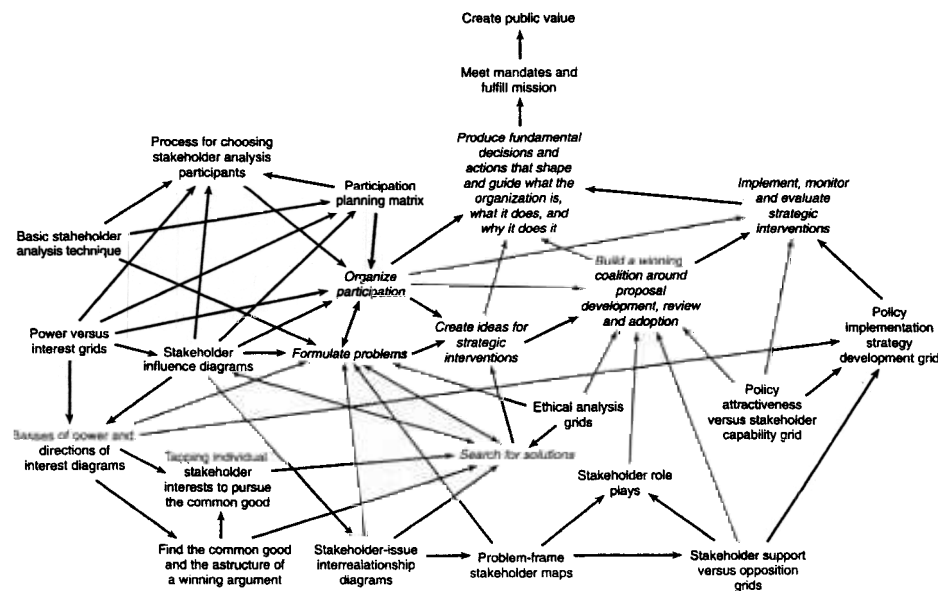 Create public value
Meet mandates and
fulfill mission
Produce fundamental
decisions and
actions that shape
and guide what the
organization is,
what it does, and
why it does it
Process for choosing
stakeholder analysis
participants
Participation
planning matrix
Implement, monitor
and evaluate
strategic
interventions
Basic staheholder
analysis technique
Organize
participation
Build a winning
coalition around
proposal
development, review
and adoption
Power versus
interest grids
Stakeholder
influence diagrams
Formulate problems
Create ideas for
strategic
interventions
Policy
implementation
strategy
development grid
Ethical analysis
grids
Policy
attractiveness
versus stakeholder
capability grid
Bases of power and
directions of
interest diagrams
Tapping individual
stakeholder
interests to pursue
the common good
Search for solutions
Stakeholder role
plays
Find the common good
and the astructure of
a winning argument
Stakeholder-issue
interrealationship
diagrams
Problem-frame
stakeholder maps
Stakeholder support
versus opposition
grids